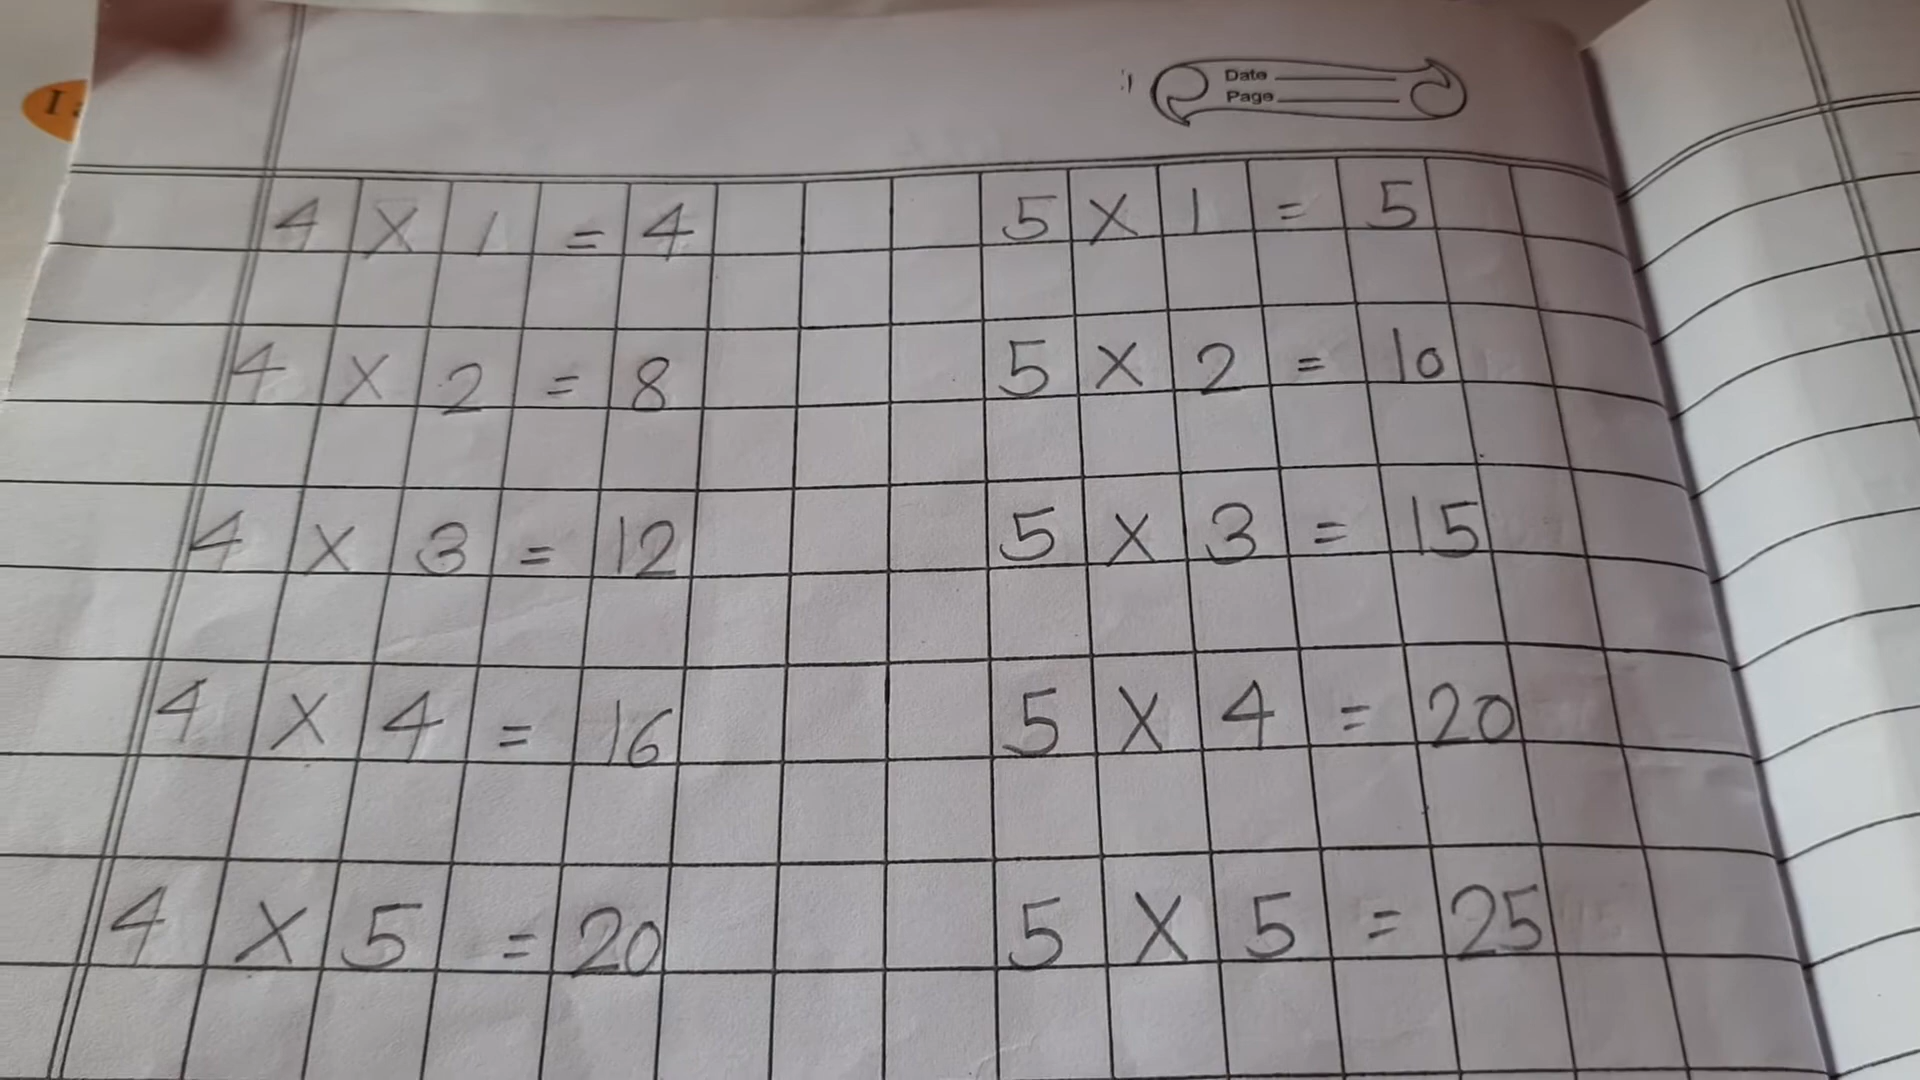 Date
Page
4 X 1 = 4 5 X 1 = 5
4 X 2 = 8 5 X 2 = 10
4 X 3 = 12 5 X 3 = 15
4 X 4 = 16 5 X 4 = 20
4 X 5 = 20 5 X 5 = 25